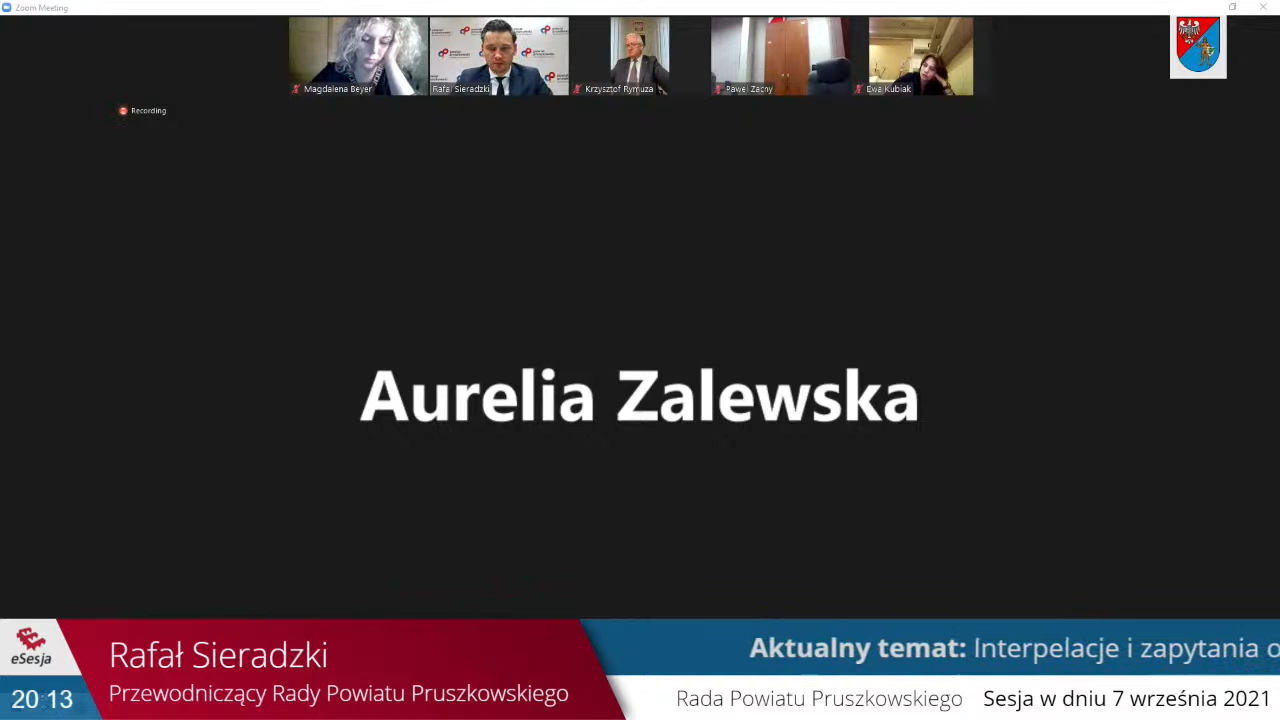 Zoom Meeting
Magdalena Beyer
Rafał Sieradzki
Krzysztof Rymuza
Paweł Zacny
Ewa Kubiak
Recording
Aurelia Zalewska
eSesja
Rafał Sieradzki
Przewodniczący Rady Powiatu Pruszkowskiego
Aktualny temat: Interpelacje i zapytania o
20:13
Rada Powiatu Pruszkowskiego Sesja w dniu 7 września 2021